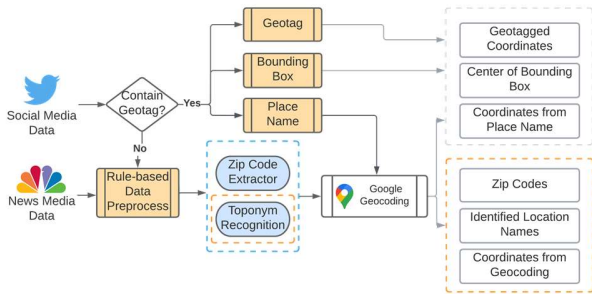 Social Media
Data
News Media
Data
Contain
Geotag?
Yes
No
Rule-based
Data
Preprocess
Geotag
Bounding
Box
Place
Name
Zip Code
Extractor
Toponym
Recognition
Google
Geocoding
Geotagged
Coordinates
Center of Bounding
Box
Coordinates from
Place Name
Zip Codes
Identified Location
Names
Coordinates from
Geocoding